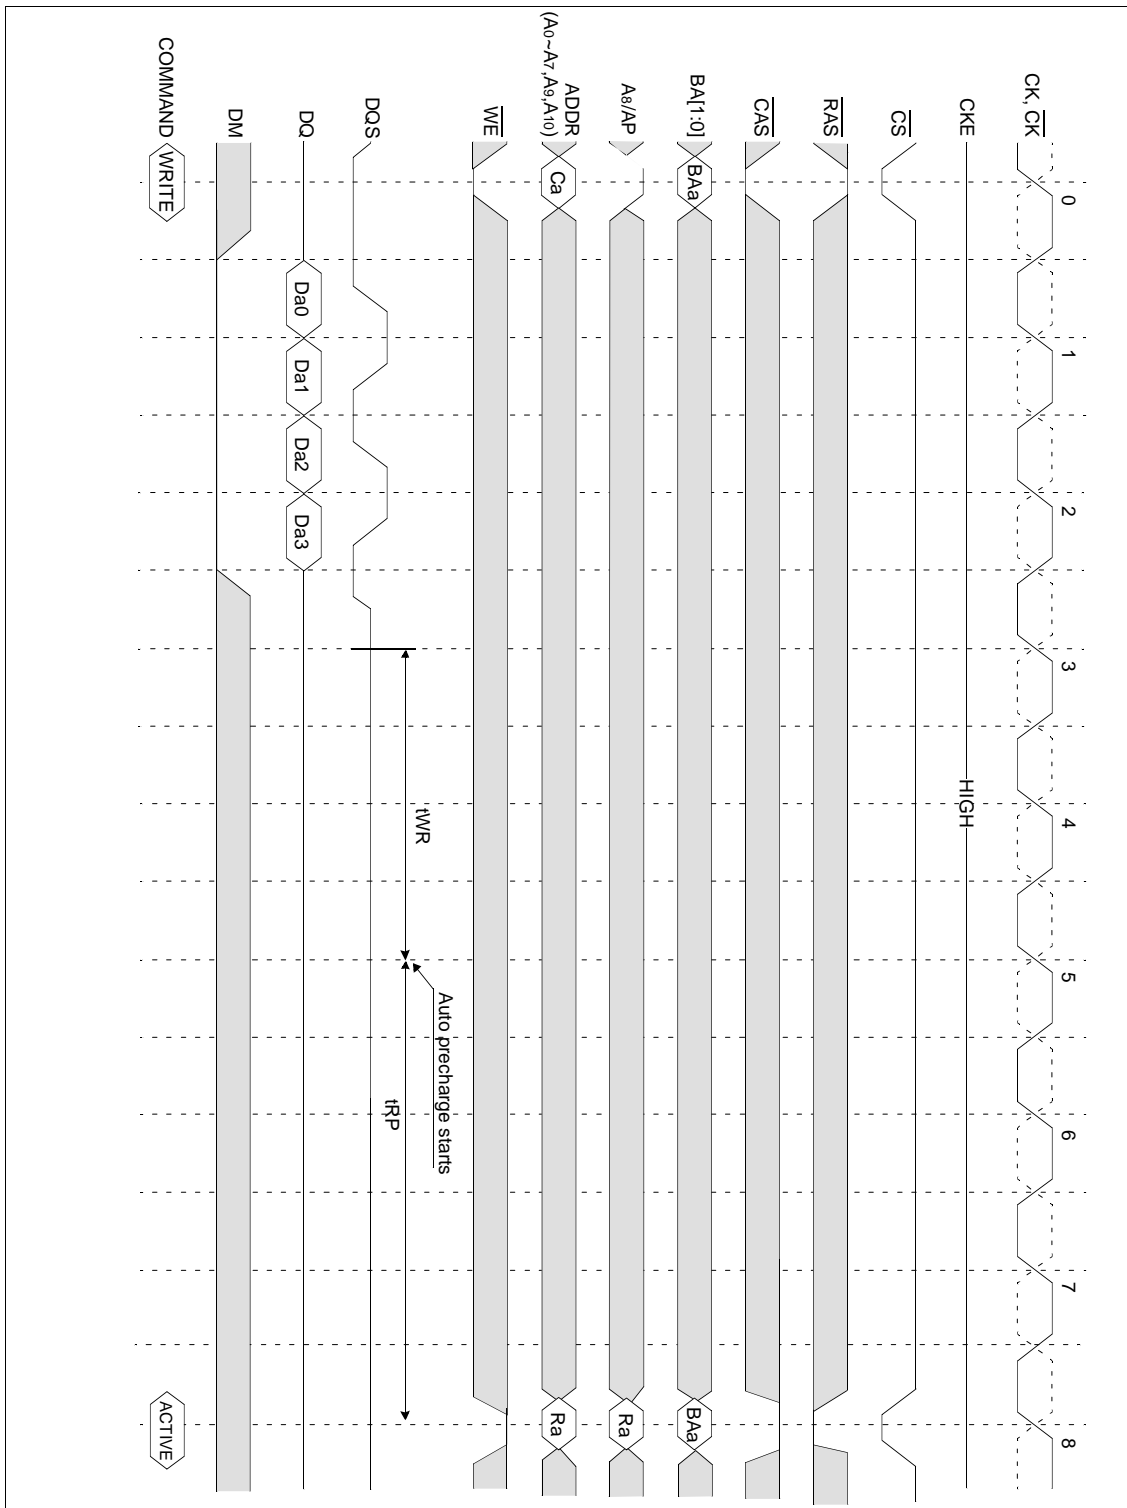 0 1 2 3 4 5 6 7 8
CK, CK
CKE HIGH
CS
RAS
CAS
BA[1:0] BAa BAa
A8/AP Ra
ADDR
(A0~A7,A9,A10) Ca Ra
WE
Auto precharge starts
tWR tRP
DQS
DQ Da0 Da1 Da2 Da3
DM
COMMAND WRITE ACTIVE